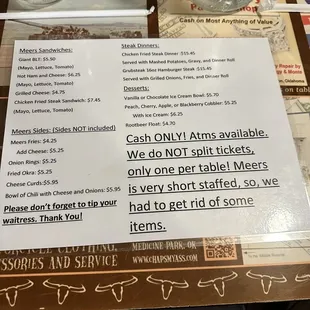 Cash on Most Anything of Value
Repair by
Meers Sandwiches:
Giant BLT: $5.50
(Mayo, Lettuce, Tomato)
Hot Ham and Cheese: $6.25
(Mayo, Lettuce, Tomato)
Grilled Cheese: $4.75
Chicken Fried Steak Sandwich: $7.45
(Mayo, Lettuce, Tomato)
Meers Sides: (Sides NOT included)
Meers Fries: $4.25
Add Cheese: $5.25
Onion Rings: $5.25
Fried Okra: $5.25
Cheese Curds:$5.95
Bowl of Chili with Cheese and Onions: $5.95
Please don't forget to tip your
waitress. Thank You!
Steak Dinners:
Chicken Fried Steak Dinner :$15.45
Served with Mashed Potatoes, Gravy, and Dinner Roll
Grubsteak 16oz Hamburger Steak :$15.45
Served with Grilled Onions, Fries, and Dinner Roll
Desserts:
Vanilla or Chocolate Ice Cream Bowl: $5.70
Peach, Cherry, Apple, or Blackberry Cobbler: $5.25
With Ice Cream: $6.25
Rootbeer Float: $4.70
Cash ONLY! Atms available.
We do NOT split tickets,
only one per table! Meers
is very short staffed, so, we
had to get rid of some
items.
CLOTHING,
ESSORIES AND SERVICE
MEDICINE PARK, OK
WWW.CHAPSMYASS.COM